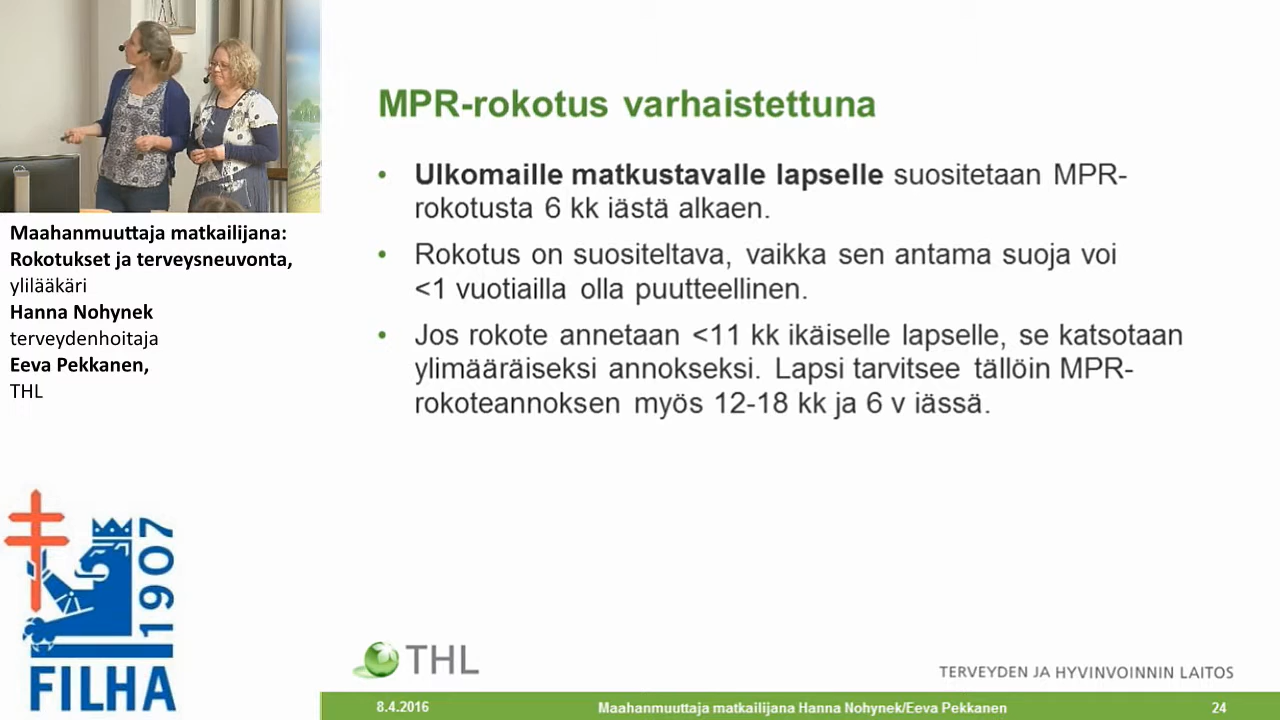 Maahanmuuttaja matkailijana:
Rokotukset ja terveysneuvonta,
ylilääkäri
Hanna Nohynek
terveydenhoitaja
Eeva Pekkanen,
THL
1907
FILHA
MPR-rokotus varhaistettuna
• Ulkomaille matkustavalle lapselle suositetaan MPR-
rokotusta 6 kk iästä alkaen.
• Rokotus on suositeltava, vaikka sen antama suoja voi
<1 vuotiailla olla puutteellinen.
• Jos rokote annetaan <11 kk ikäiselle lapselle, se katsotaan
ylimääräiseksi annokseksi. Lapsi tarvitsee tällöin MPR-
rokoteannoksen myös 12-18 kk ja 6 v iässä.
THL
TERVEYDEN JA HYVINVOINNIN LAITOS
8.4.2016
Maahanmuuttaja matkailijana Hanna Nohynek/Eeva Pekkanen
24